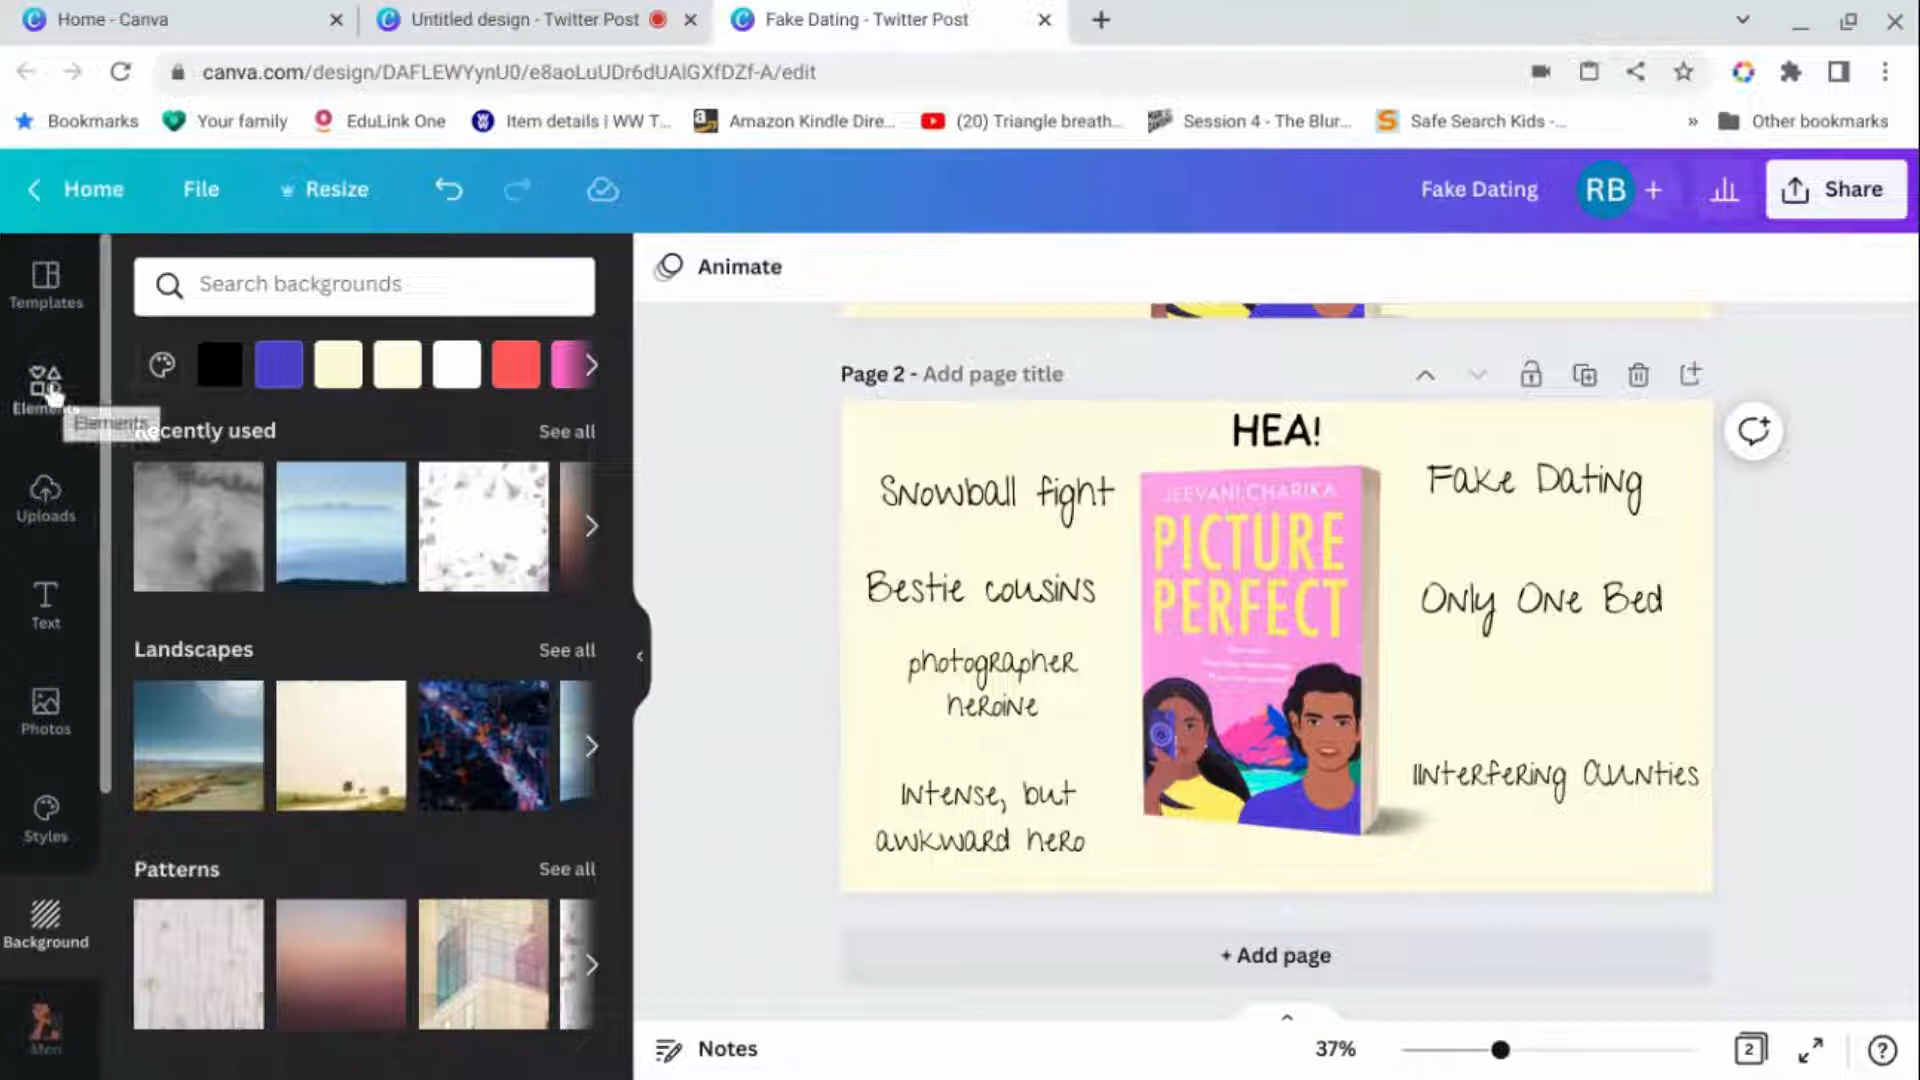 Home - Canva
Untitled design - Twitter Post
Fake Dating - Twitter Post
canva.com/design/DAFLEWYynU0/e8aoLuUDr6dUAlGXfDZf-A/edit
Bookmarks
Your family
EduLink One
Item details | WW T...
Amazon Kindle Dire...
(20) Triangle breath...
Session 4 - The Blur...
Safe Search Kids -...
»
Other bookmarks
Home
File
Resize
Fake Dating
RB
+
Share
Templates
Elements
Elements
Uploads
Text
Photos
Styles
Background
Men
Search backgrounds
Recently used
See all
Landscapes
See all
Patterns
See all
Animate
Page 2 - Add page title
HEA!
Snowball fight
Bestie cousins
photographer
heroine
Intense, but
awkward hero
JEEVANI CHARIKA
PICTURE
PERFECT
Fake Dating
Only One Bed
Interfering Aunties
+ Add page
Notes
37%
2
?